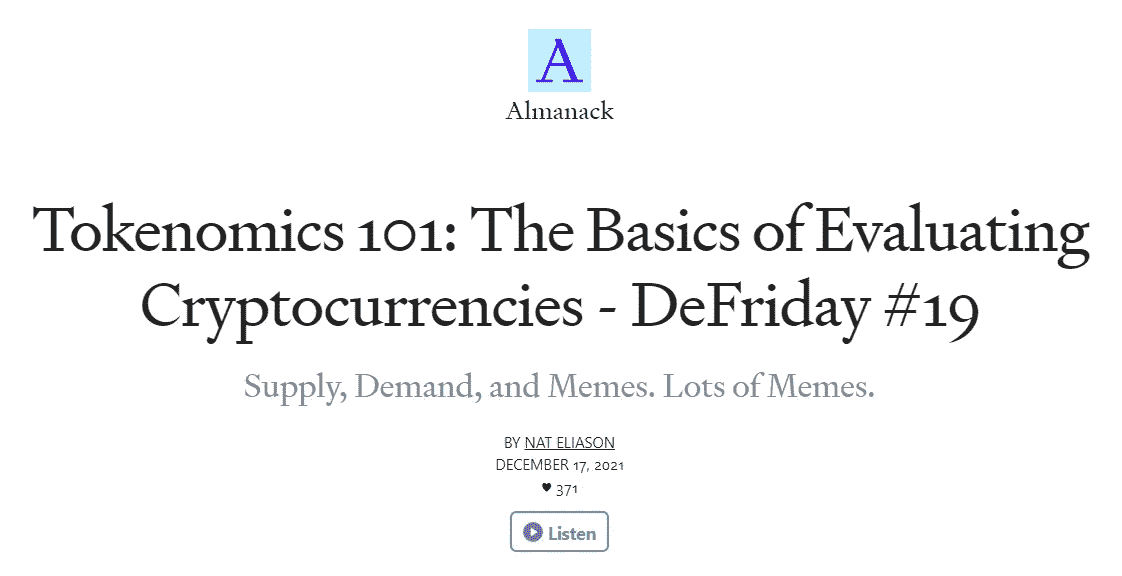 A
Almanack
Tokenomics 101: The Basics of Evaluating
Cryptocurrencies - DeFriday #19
Supply, Demand, and Memes. Lots of Memes.
BY NAT ELIASON
DECEMBER 17, 2021
♥ 371
Listen